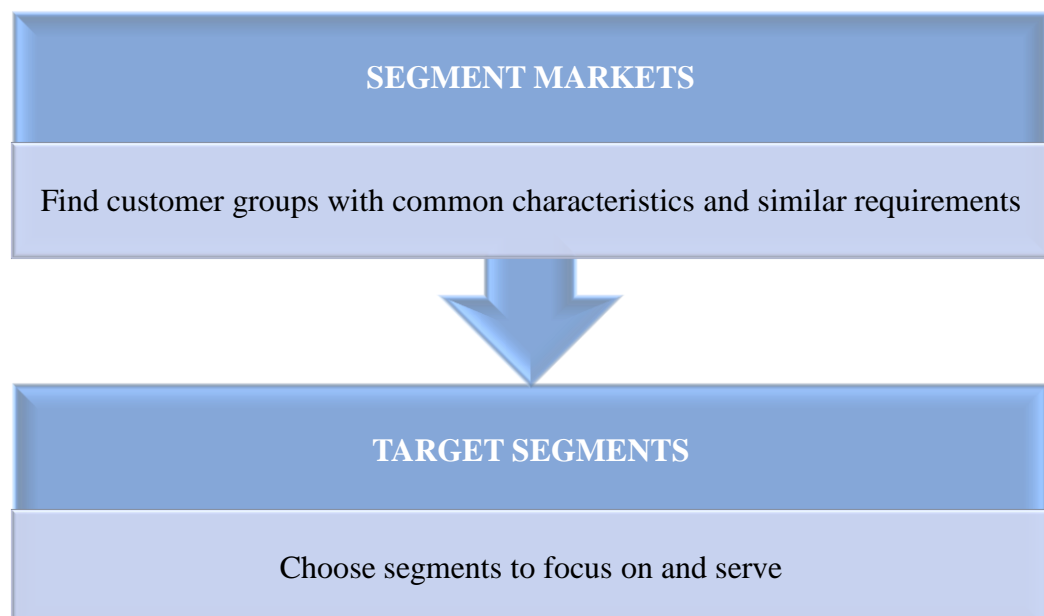 SEGMENT MARKETS
Find customer groups with common characteristics and similar requirements
TARGET SEGMENTS
Choose segments to focus on and serve